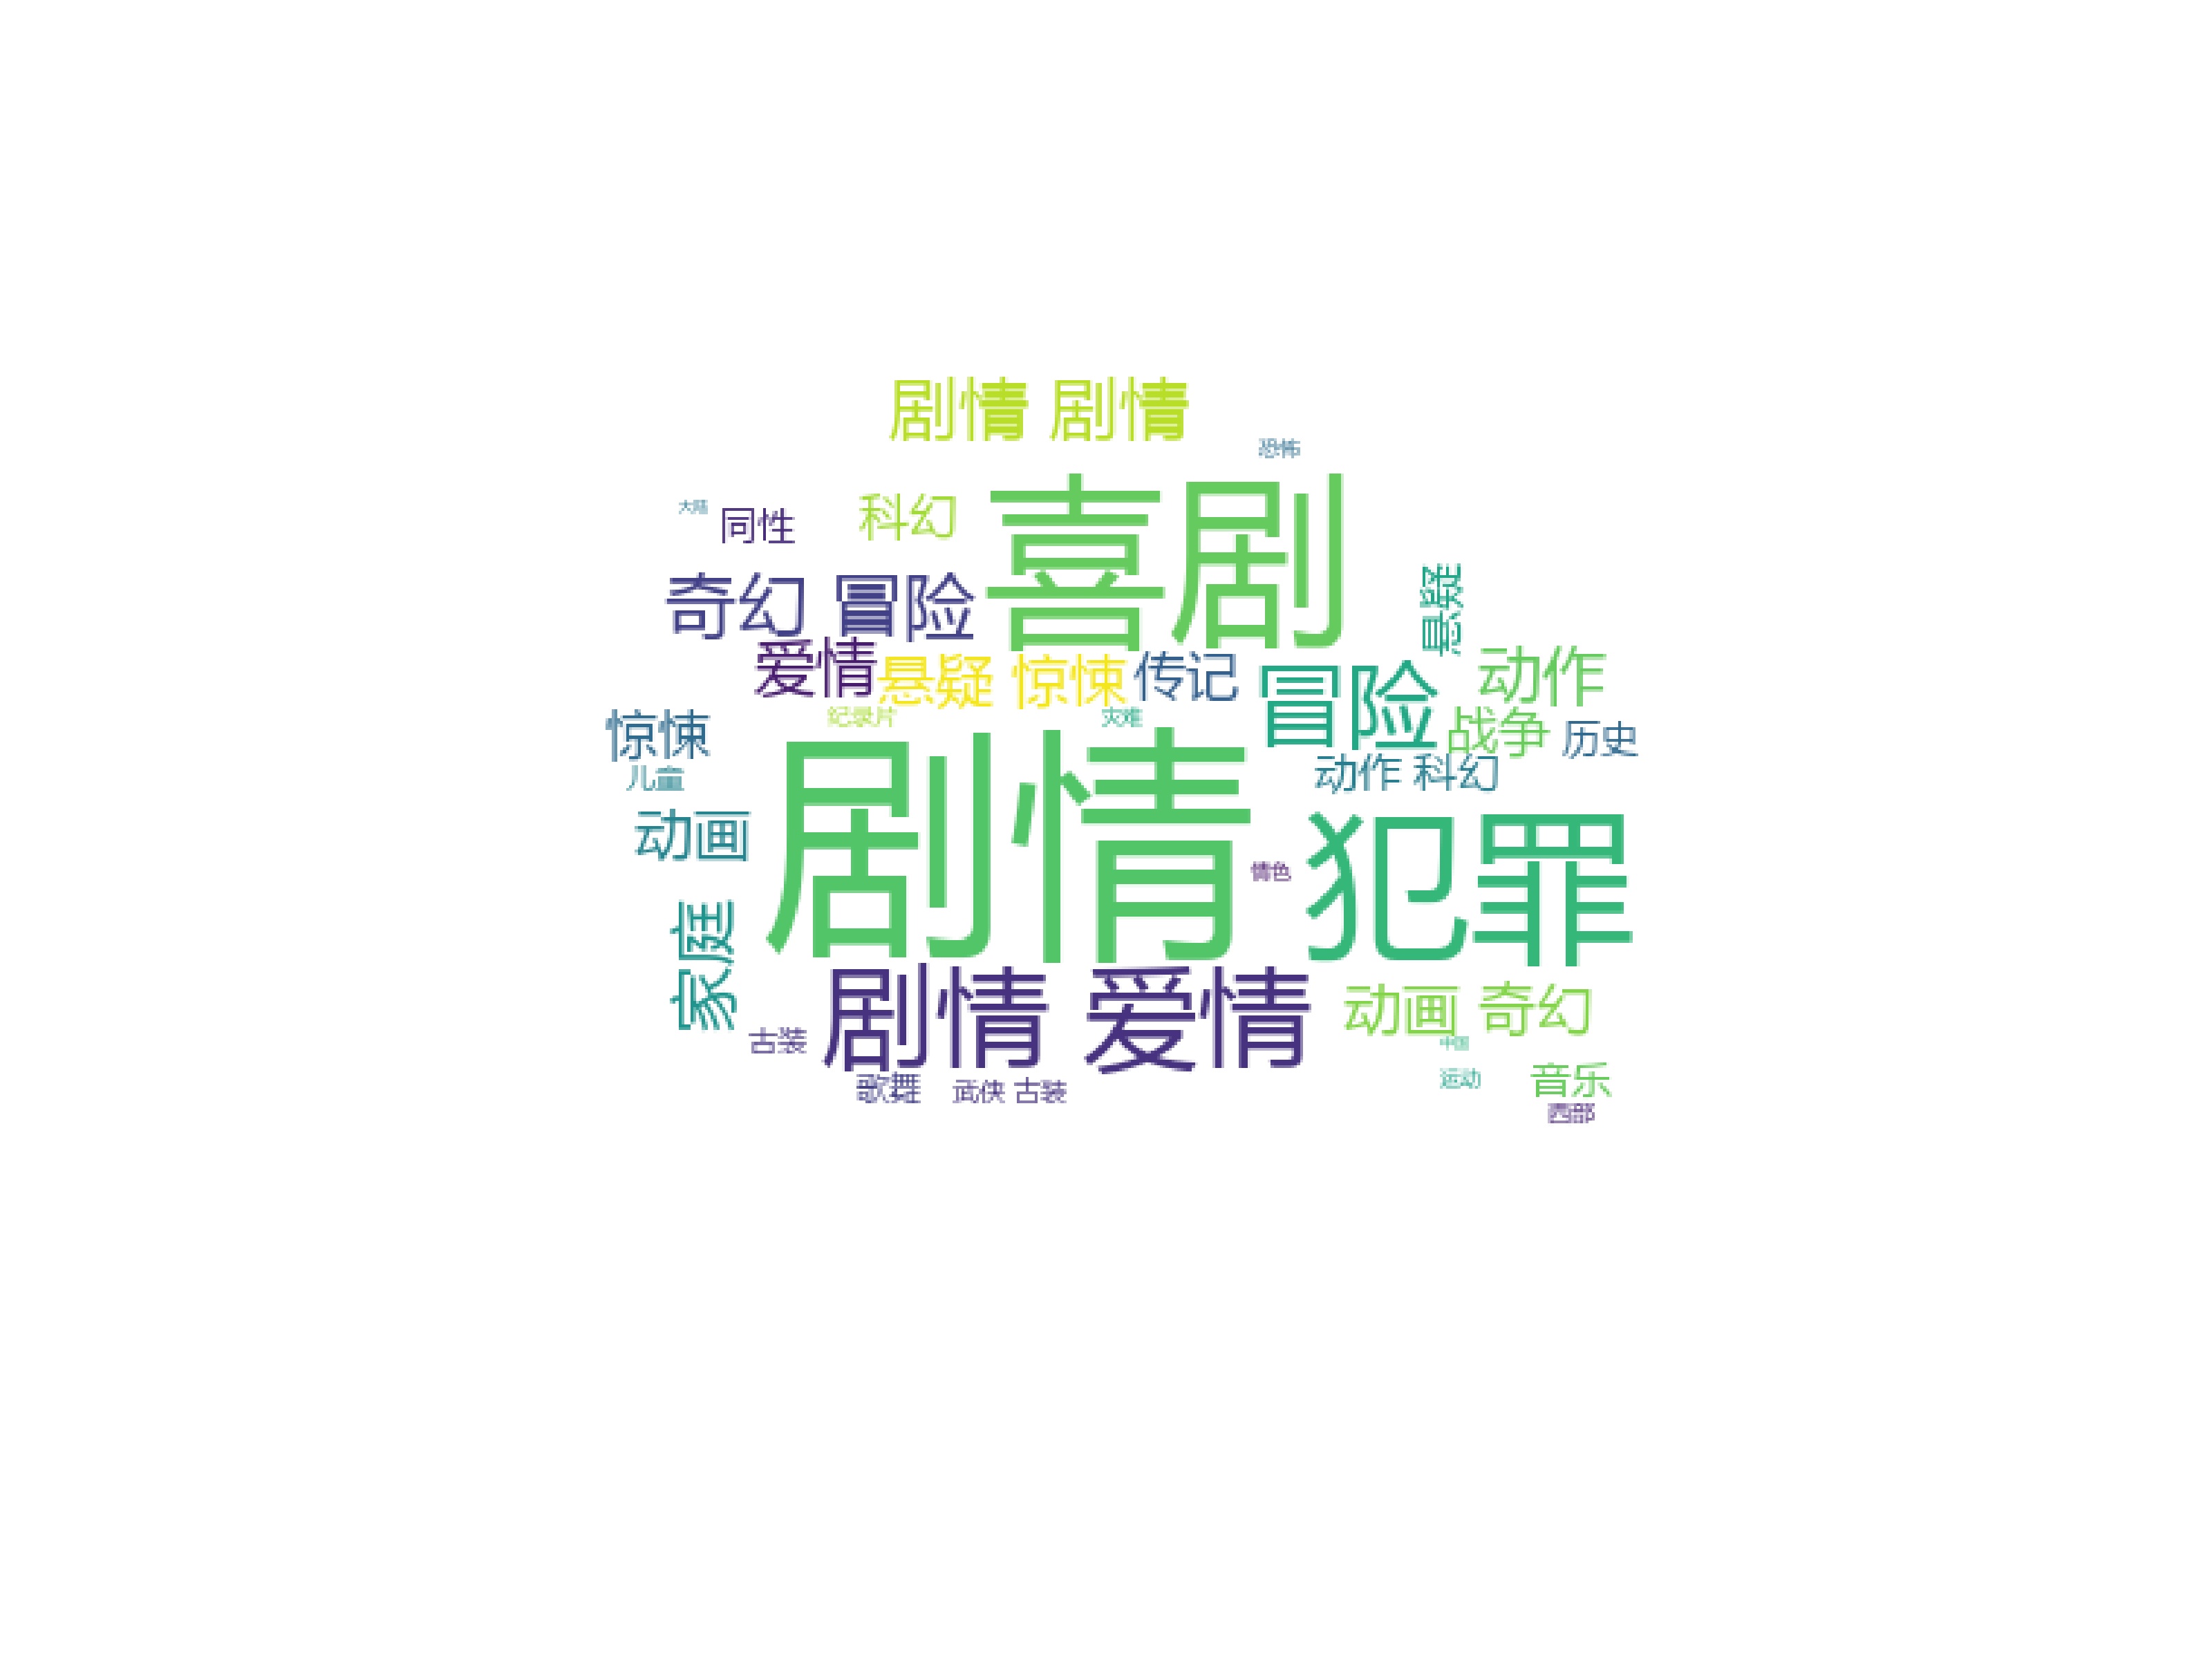 剧情 剧情
恐怖
喜剧
科幻
大陆
同性
奇幻 冒险
悬疑
爱情
悬疑 惊悚
传记
冒险
动作
惊悚
纪录片
灾难
战争
历史
儿童
动作 科幻
剧情
动画
犯罪
情色
家庭
剧情 爱情
动画 奇幻
古装
中国
歌舞
武侠 古装
运动
音乐
西部